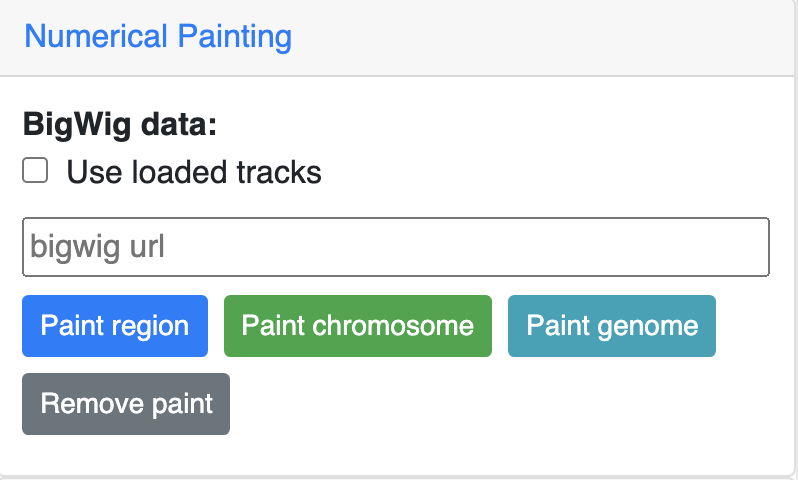 Numerical Painting
BigWig data:
Use loaded tracks
bigwig url
Paint region Paint chromosome Paint genome
Remove paint